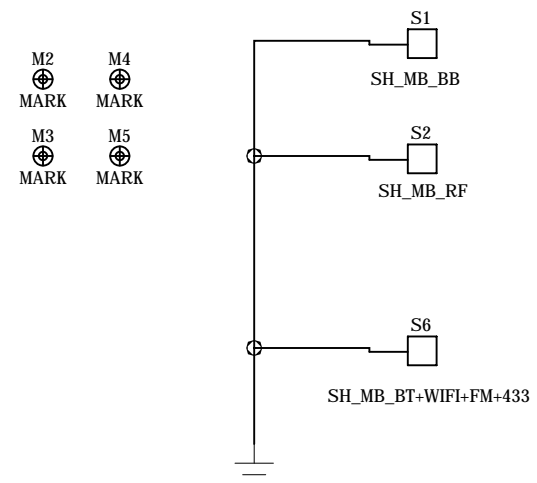 S1
SH_MB_BB
M2 M4
MARK MARK
M3 M5
MARK MARK
S2
SH_MB_RF
S6
SH_MB_BT+WIFI+FM+433